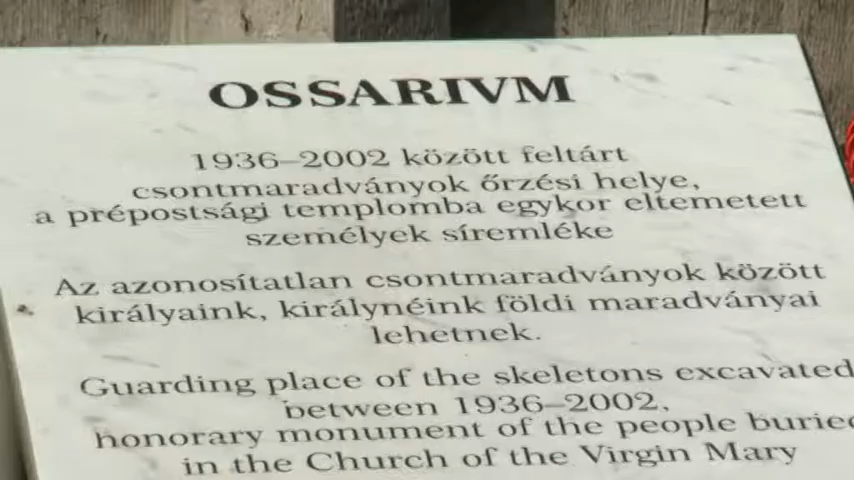 OSSARIVM
1936–2002 között feltárt
csontmaradványok őrzési helye,
a prépostsági templomba egykor eltemetett
személyek síremléke
Az azonosítatlan csontmaradványok között
királyaink, királynéink földi maradványai
lehetnek.
Guarding place of the skeletons excavated
between 1936–2002,
honorary monument of the people buried
in the Church of the Virgin Mary